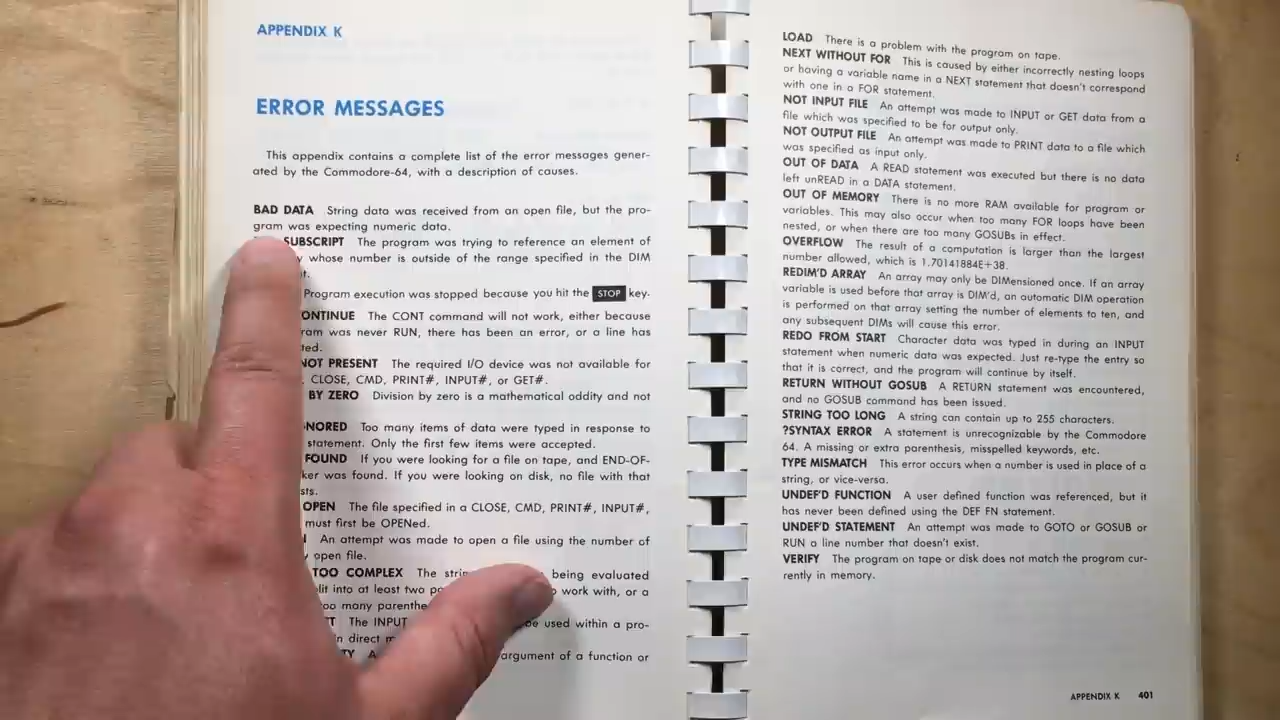 APPENDIX K
ERROR MESSAGES
This appendix contains a complete list of the error messages gener-
ated by the Commodore-64, with a description of causes.
BAD DATA String data was received from an open file, but the pro-
gram was expecting numeric data.
SUBSCRIPT The program was trying to reference an element of
whose number is outside of the range specified in the DIM
Program execution was stopped because you hit the STOP key.
The CONT command will not work, either because
was never RUN, there has been an error, or a line has
NOT PRESENT The required I/O device was not available for
CLOSE, CMD, PRINT#, INPUT#, or GET#.
BY ZERO Division by zero is a mathematical oddity and not
Too many items of data were typed in response to
statement. Only the first few items were accepted.
FOUND If you were looking for a file on tape, and END-OF-
was found. If you were looking on disk, no file with that
OPEN The file specified in a CLOSE, CMD, PRINT#, INPUT#,
must first be OPENed.
An attempt was made to open a file using the number of
open file.
TOO COMPLEX The being evaluated
into at least two work with, or a
too many
The INPUT be used within a pro-
direct
argument of a function or
LOAD There is a problem with the program on tape.
NEXT WITHOUT FOR This is caused by either incorrectly nesting loops
or having a variable name in a NEXT statement that doesn't correspond
with one in a FOR statement.
NOT INPUT FILE An attempt was made to INPUT or GET data from a
file which was specified to be for output only.
NOT OUTPUT FILE An attempt was made to PRINT data to a file which
was specified as input only.
OUT OF DATA A READ statement was executed but there is no data
left unREAD in a DATA statement.
OUT OF MEMORY There is no more RAM available for program or
variables. This may also occur when too many FOR loops have been
nested, or when there are too many GOSUBs in effect.
OVERFLOW The result of a computation is larger than the largest
number allowed, which is 1.70141884E+38.
REDIM'D ARRAY An array may only be DIMensioned once. If an array
variable is used before that array is DIM'd, an automatic DIM operation
is performed on that array setting the number of elements to ten, and
any subsequent DIMs will cause this error.
REDO FROM START Character data was typed in during an INPUT
statement when numeric data was expected. Just re-type the entry so
that it is correct, and the program will continue by itself.
RETURN WITHOUT GOSUB A RETURN statement was encountered,
and no GOSUB command has been issued.
STRING TOO LONG A string can contain up to 255 characters.
?SYNTAX ERROR A statement is unrecognizable by the Commodore
64. A missing or extra parenthesis, misspelled keywords, etc.
TYPE MISMATCH This error occurs when a number is used in place of a
string, or vice-versa.
UNDEF'D FUNCTION A user defined function was referenced, but it
has never been defined using the DEF FN statement.
UNDEF'D STATEMENT An attempt was made to GOTO or GOSUB or
RUN a line number that doesn't exist.
VERIFY The program on tape or disk does not match the program cur-
rently in memory.
APPENDIX K 401